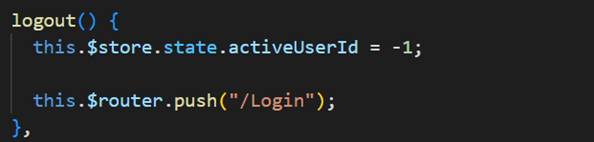 logout() {
this.$store.state.activeUserId = -1;
this.$router.push("/Login");
},